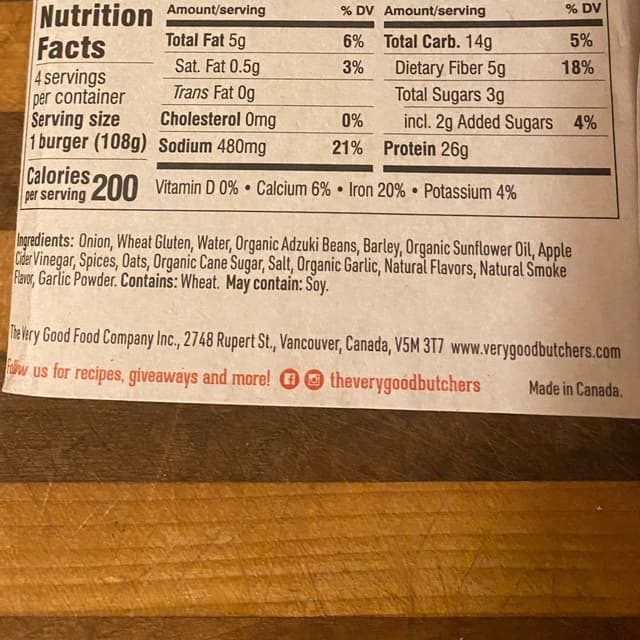 Nutrition Facts
4 servings per container
Serving size
1 burger (108g)
Calories per serving 200
Amount/serving % DV
Total Fat 5g 6%
Sat. Fat 0.5g 3%
Trans Fat 0g
Cholesterol 0mg 0%
Sodium 480mg 21%
Amount/serving % DV
Total Carb. 14g 5%
Dietary Fiber 5g 18%
Total Sugars 3g
incl. 2g Added Sugars 4%
Protein 26g
Vitamin D 0% • Calcium 6% • Iron 20% • Potassium 4%
Ingredients: Onion, Wheat Gluten, Water, Organic Adzuki Beans, Barley, Organic Sunflower Oil, Apple
Cider Vinegar, Spices, Oats, Organic Cane Sugar, Salt, Organic Garlic, Natural Flavors, Natural Smoke
Flavor, Garlic Powder. Contains: Wheat. May contain: Soy.
The Very Good Food Company Inc., 2748 Rupert St., Vancouver, Canada, V5M 3T7 www.verygoodbutchers.com
Follow us for recipes, giveaways and more! theverygoodbutchers
Made in Canada.